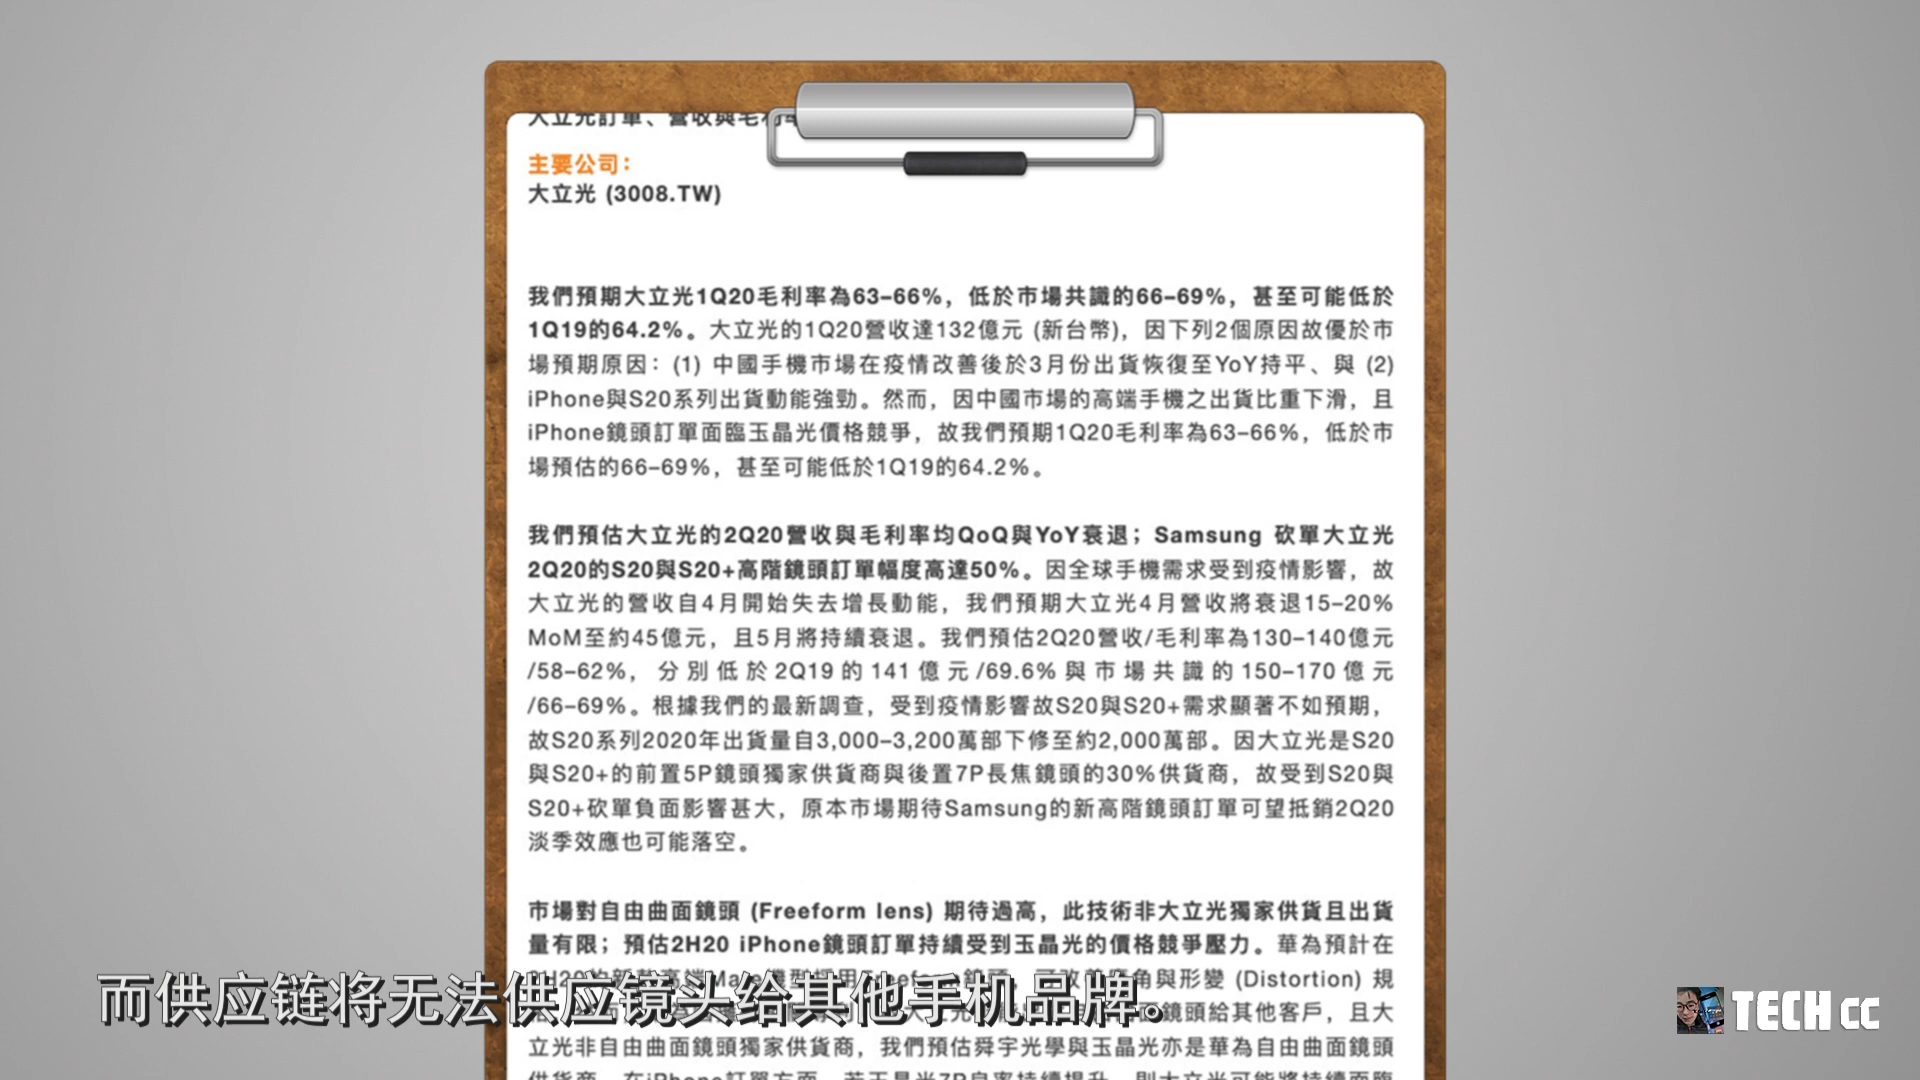 大立光訂單、營收與毛利率
主要公司：
大立光 (3008.TW)
我們預期大立光1Q20毛利率為63–66%，低於市場共識的66–69%，甚至可能低於
1Q19的64.2%。大立光的1Q20營收達132億元 (新台幣)，因下列2個原因故優於市
場預期原因：(1) 中國手機市場在疫情改善後於3月份出貨恢復至YoY持平、與 (2)
iPhone與S20系列出貨動能強勁。然而，因中國市場的高端手機之出貨比重下滑，且
iPhone鏡頭訂單面臨玉晶光價格競爭，故我們預期1Q20毛利率為63–66%，低於市
場預估的66–69%，甚至可能低於1Q19的64.2%。
我們預估大立光的2Q20營收與毛利率均QoQ與YoY衰退；Samsung 砍單大立光
2Q20的S20與S20+高階鏡頭訂單幅度高達50%。因全球手機需求受到疫情影響，故
大立光的營收自4月開始失去增長動能，我們預期大立光4月營收將衰退15–20%
MoM至約45億元，且5月將持續衰退。我們預估2Q20營收/毛利率為130–140億元
/58–62%，分別低於2Q19的141億元/69.6%與市場共識的150–170億元
/66–69%。根據我們的最新調查，受到疫情影響故S20與S20+需求顯著不如預期，
故S20系列2020年出貨量自3,000–3,200萬部下修至約2,000萬部。因大立光是S20
與S20+的前置5P鏡頭獨家供貨商與後置7P長焦鏡頭的30%供貨商，故受到S20與
S20+砍單負面影響甚大，原本市場期待Samsung的新高階鏡頭訂單可望抵銷2Q20
淡季效應也可能落空。
市場對自由曲面鏡頭 (Freeform lens) 期待過高，此技術非大立光獨家供貨且出貨
量有限；預估2H20 iPhone鏡頭訂單持續受到玉晶光的價格競爭壓力。華為預計在
角與形變 (Distortion) 規
鏡頭給其他客戶，且大
而供应链将无法供应镜头给其他手机品牌。
TECH CC
立光非自由曲面鏡頭獨家供貨商，我們預估舜宇光學與玉晶光亦是華為自由曲面鏡頭